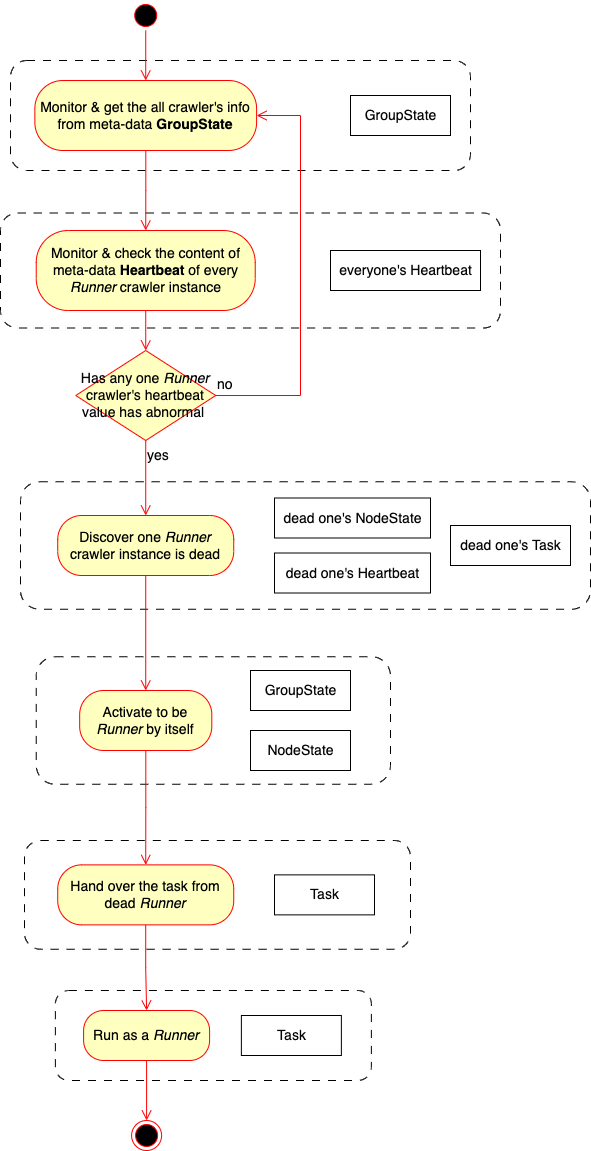 Monitor & get the all crawler's info
from meta-data GroupState
GroupState
Monitor & check the content of
meta-data Heartbeat of every
Runner crawler instance
everyone's Heartbeat
Has any one Runner
crawler's heartbeat
value has abnormal
no
yes
Discover one Runner
crawler instance is dead
dead one's NodeState
dead one's Heartbeat
dead one's Task
Activate to be
Runner by itself
GroupState
NodeState
Hand over the task from
dead Runner
Task
Run as a Runner
Task